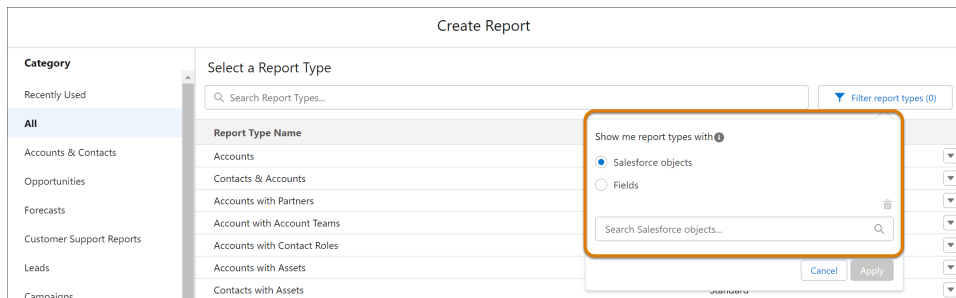 Create Report
Category
Recently Used
All
Accounts & Contacts
Opportunities
Forecasts
Customer Support Reports
Leads
Campaigns
Select a Report Type
Search Report Types...
Filter report types (0)
Report Type Name
Accounts
Contacts & Accounts
Accounts with Partners
Account with Account Teams
Accounts with Contact Roles
Accounts with Assets
Contacts with Assets
Standard
Show me report types with
Salesforce objects
Fields
Search Salesforce objects...
Cancel
Apply